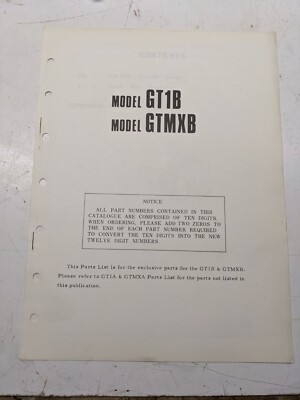 MODEL GT1B
MODEL GTMXB
NOTICE
ALL PART NUMBERS CONTAINED IN THIS
CATALOGUE ARE COMPRISED OF TEN DIGITS.
WHEN ORDERING, PLEASE ADD TWO ZEROS TO
THE END OF EACH PART NUMBER REQUIRED
TO CONVERT THE TEN DIGITS INTO THE NEW
TWELVE DIGIT NUMBERS.
This Parts List is for the exclusive parts for the GT1B & GTMXB.
Please refer to GT1A & GTMXA Parts List for the parts not listed in
this publication.